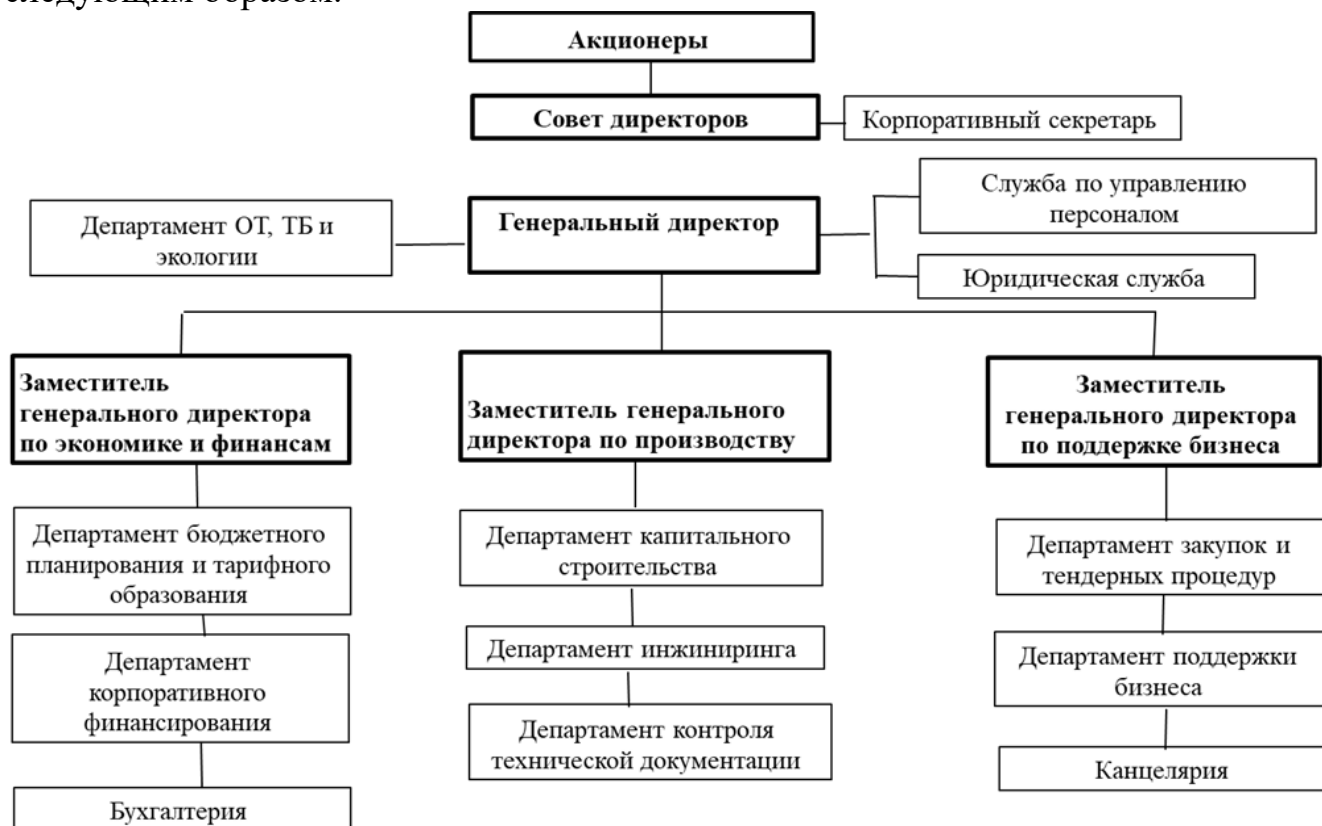 следующим образом:
Акционеры
Совет директоров
Корпоративный секретарь
Служба по управлению
персоналом
Департамент ОТ, ТБ и
экологии
Генеральный директор
Юридическая служба
Заместитель
генерального директора
по экономике и финансам
Заместитель генерального
директора по производству
Заместитель
генерального директора
по поддержке бизнеса
Департамент бюджетного
планирования и тарифного
образования
Департамент капитального
строительства
Департамент закупок и
тендерных процедур
Департамент
корпоративного
финансирования
Департамент инжиниринга
Департамент поддержки
бизнеса
Департамент контроля
технической документации
Канцелярия
Бухгалтерия